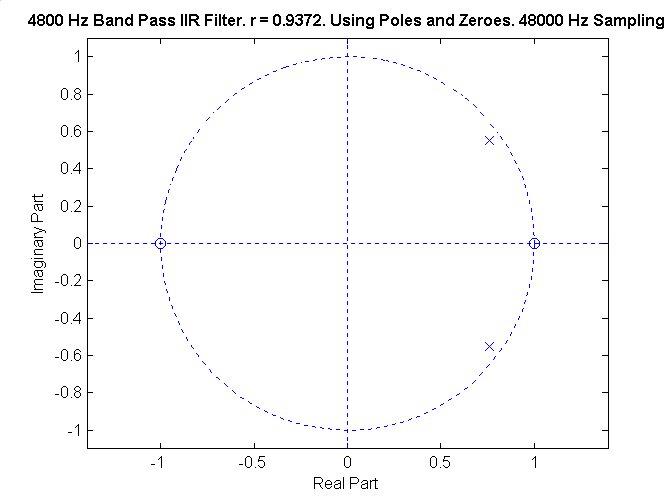 4800 Hz Band Pass IIR Filter. r = 0.9372. Using Poles and Zeroes. 48000 Hz Sampling
1
0.8
0.6
0.4
0.2
0
-0.2
-0.4
-0.6
-0.8
-1
Imaginary Part
-1 -0.5 0 0.5 1
Real Part